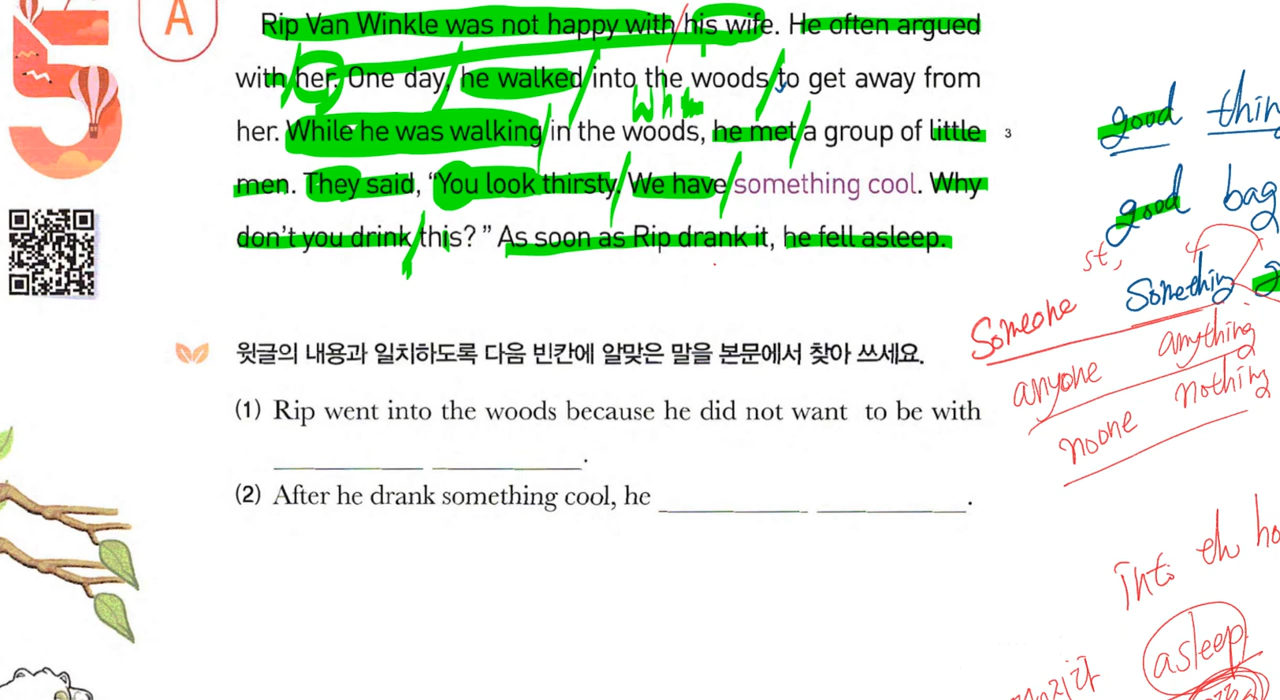 5
A
Rip Van Winkle was not happy with his wife. He often argued
with her. One day, he walked into the woods to get away from
her. While he was walking in the woods, he met a group of little
3
men. They said, “You look thirsty. We have something cool. Why
don't you drink this?” As soon as Rip drank it, he fell asleep.
good thin
good bag
st,
Something
Someone
anything
anyone
nothing
noone
윗글의 내용과 일치하도록 다음 빈칸에 알맞은 말을 본문에서 찾아 쓰세요.
(1) Rip went into the woods because he did not want to be with
.
(2) After he drank something cool, he .
asleep